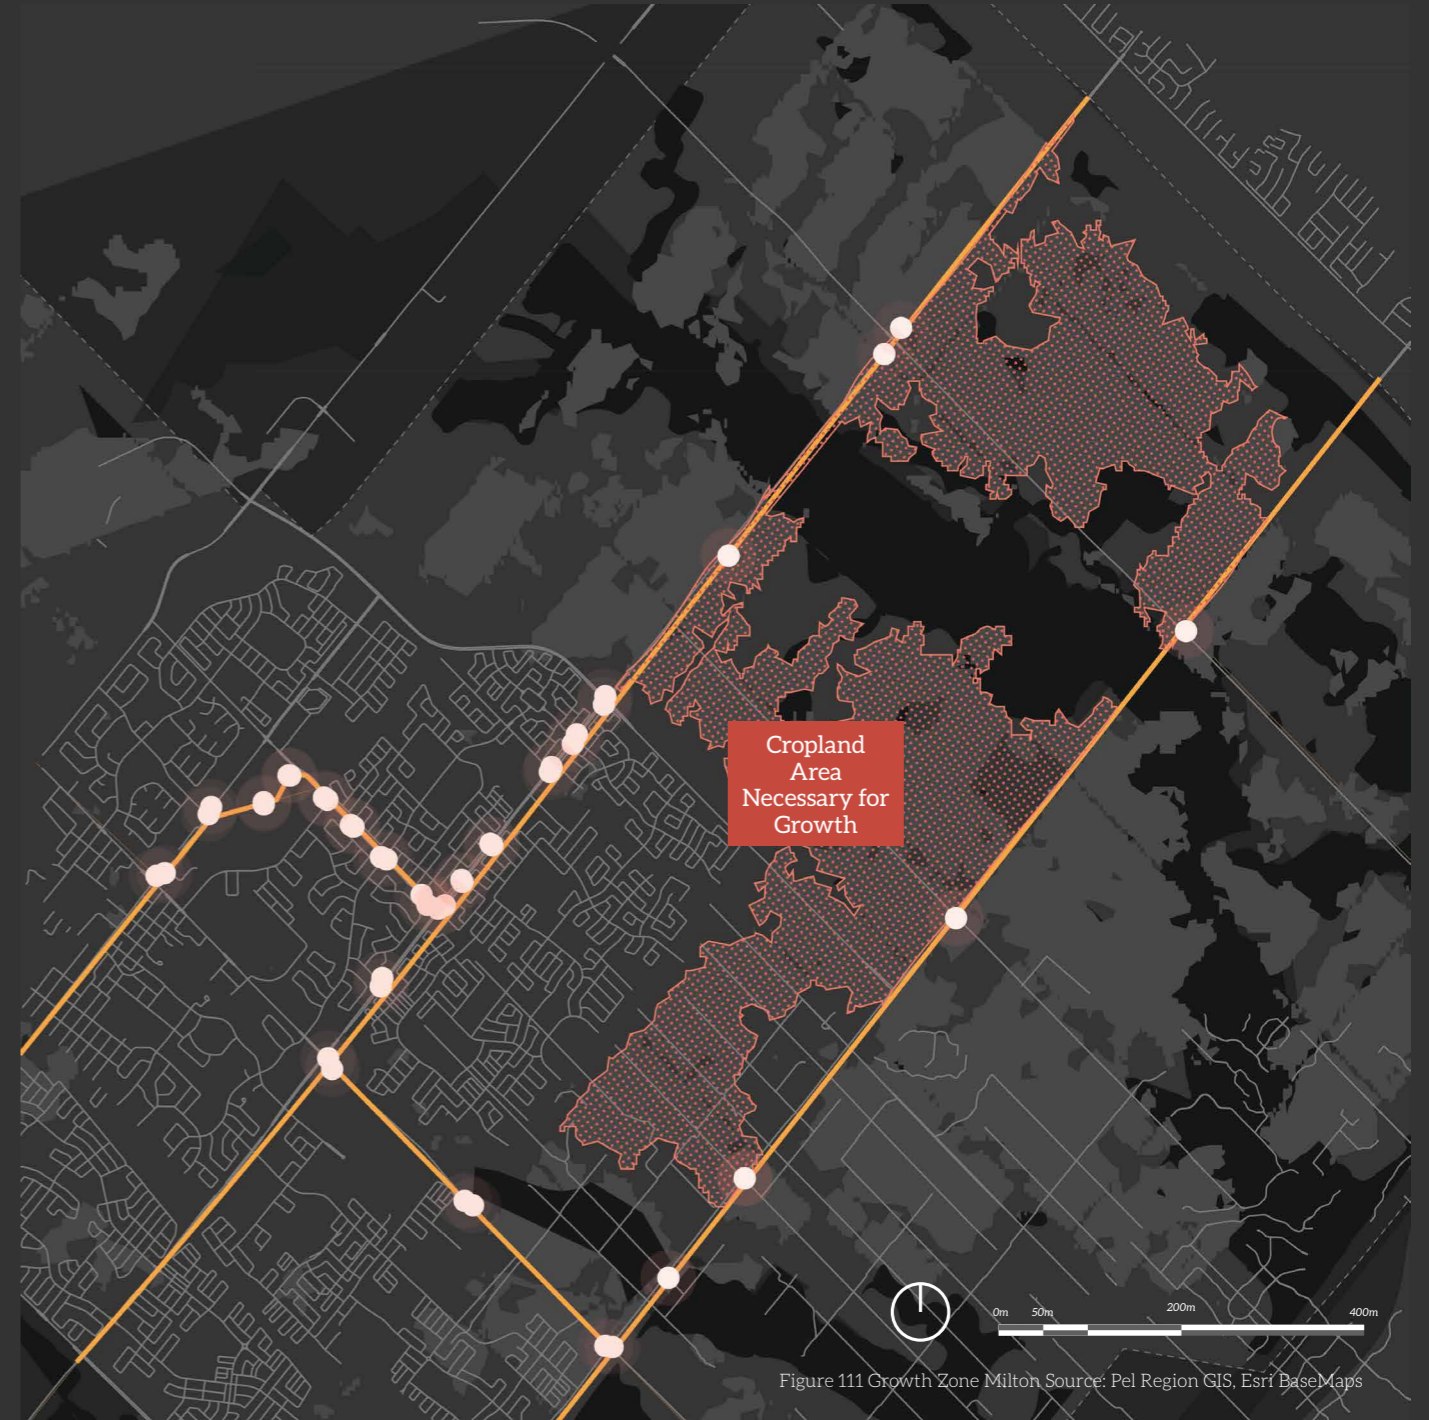 Cropland
Area
Necessary for
Growth
0m 50m 200m 400m
Figure 111 Growth Zone Milton Source: Pel Region GIS, Esri BaseMaps